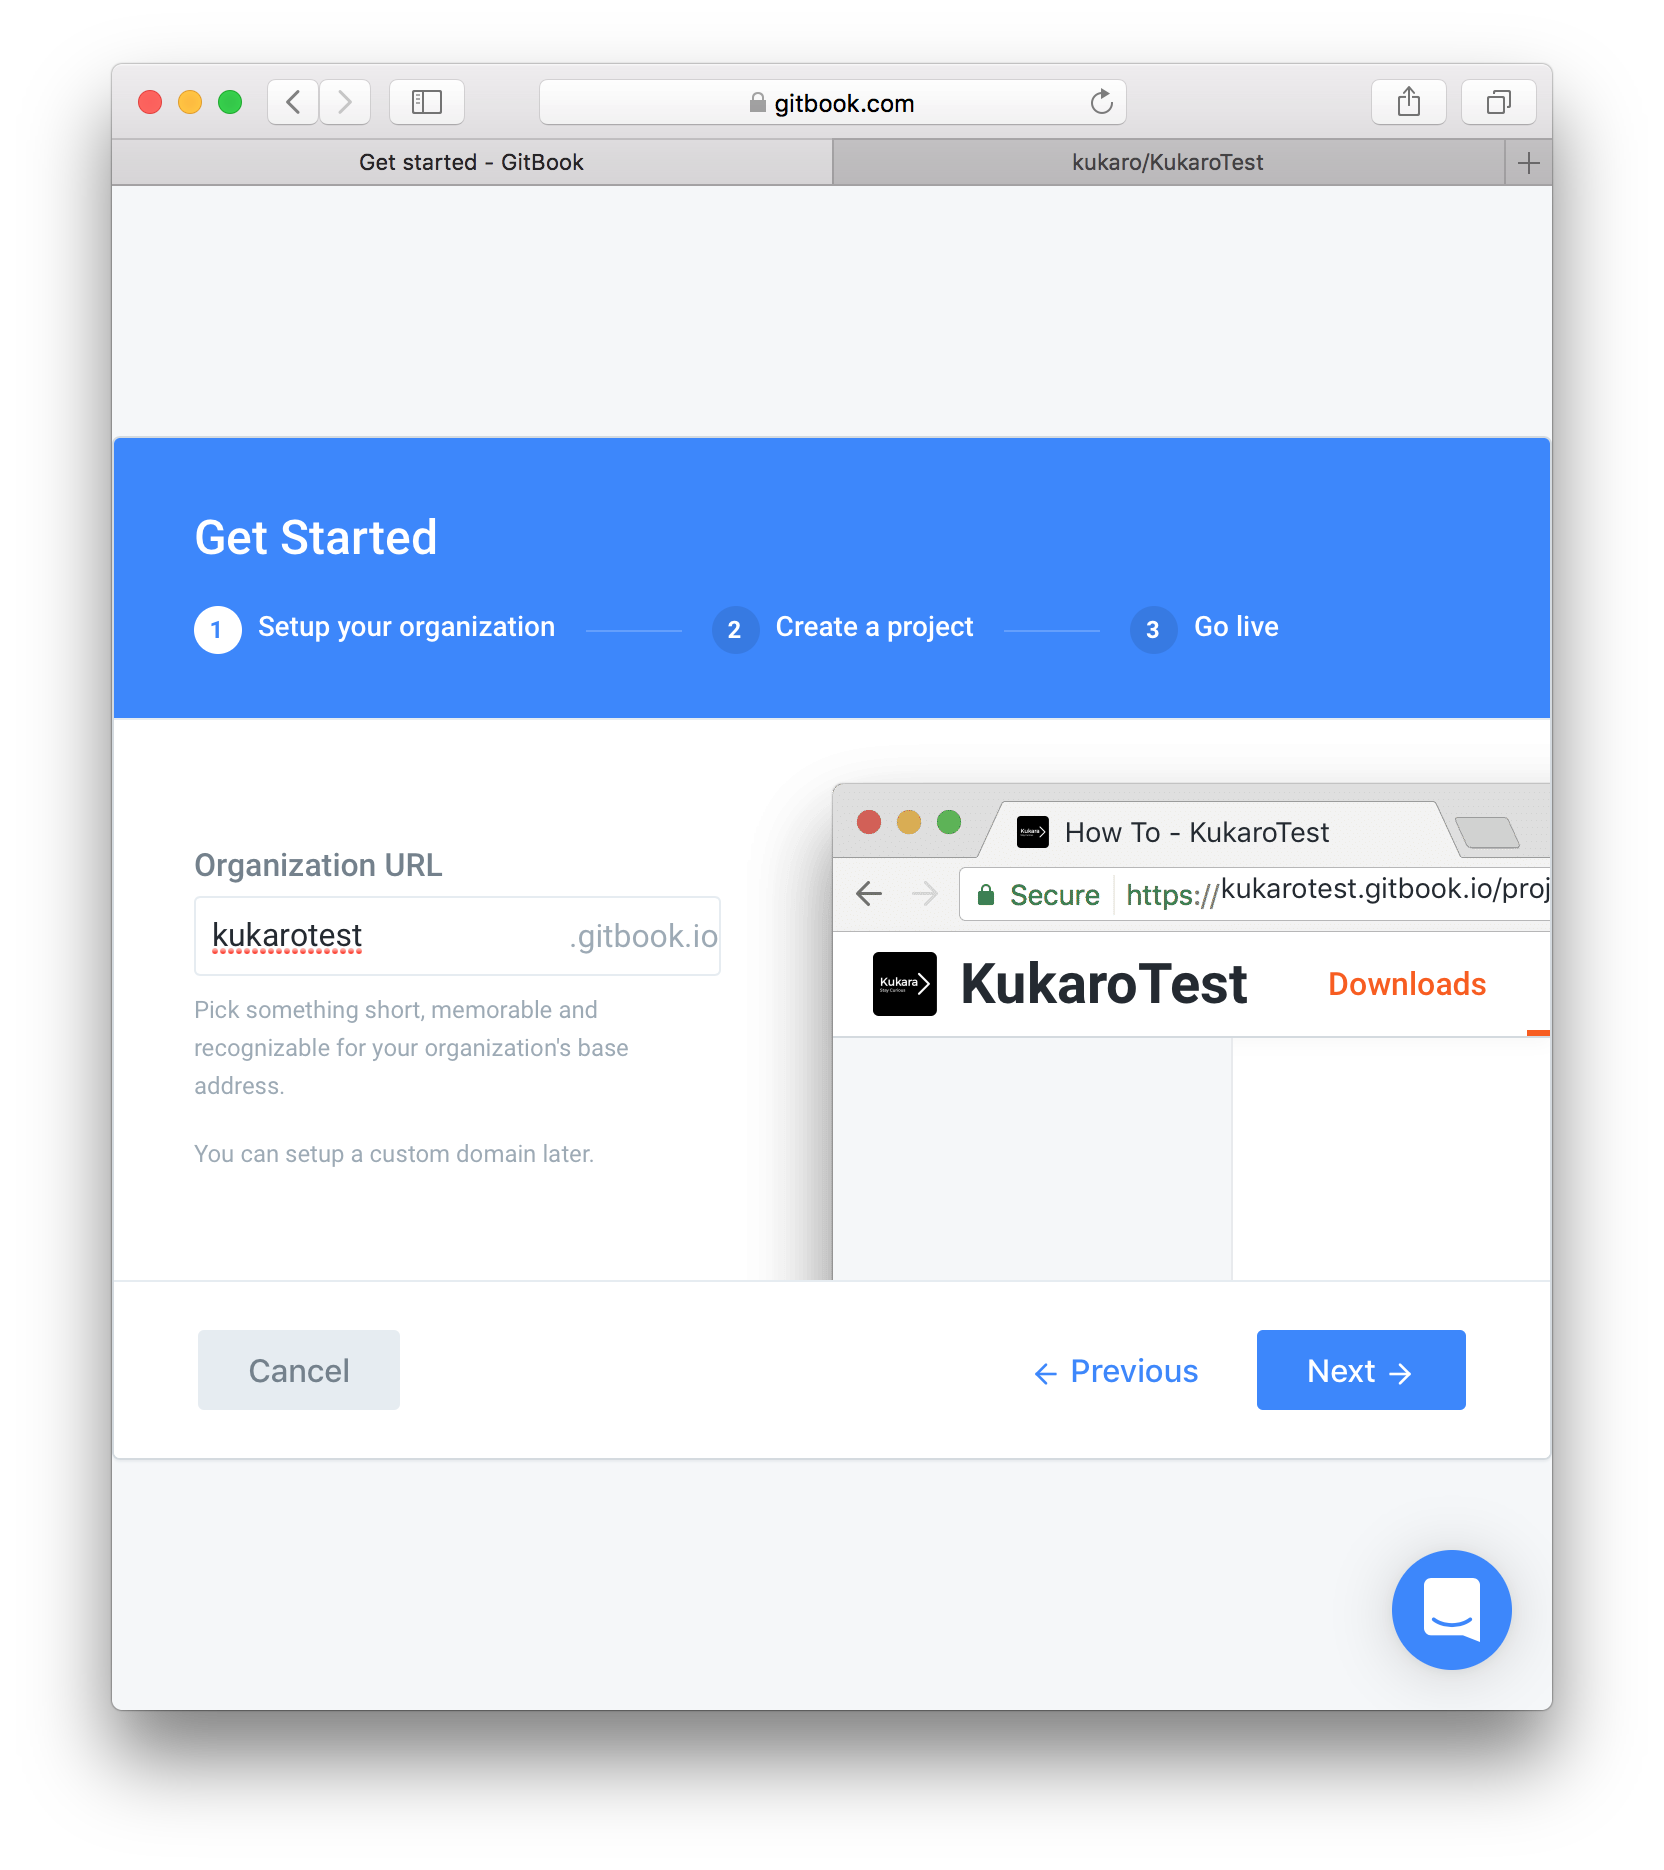 gitbook.com
Get started - GitBook
kukaro/KukaroTest
Get Started
1 Setup your organization
2 Create a project
3 Go live
Organization URL
kukarotest .gitbook.io
Pick something short, memorable and
recognizable for your organization's base
address.
You can setup a custom domain later.
How To - KukaroTest
Secure https://kukarotest.gitbook.io/proj
Kukara
Stay Curious
KukaroTest
Downloads
Cancel
← Previous
Next →